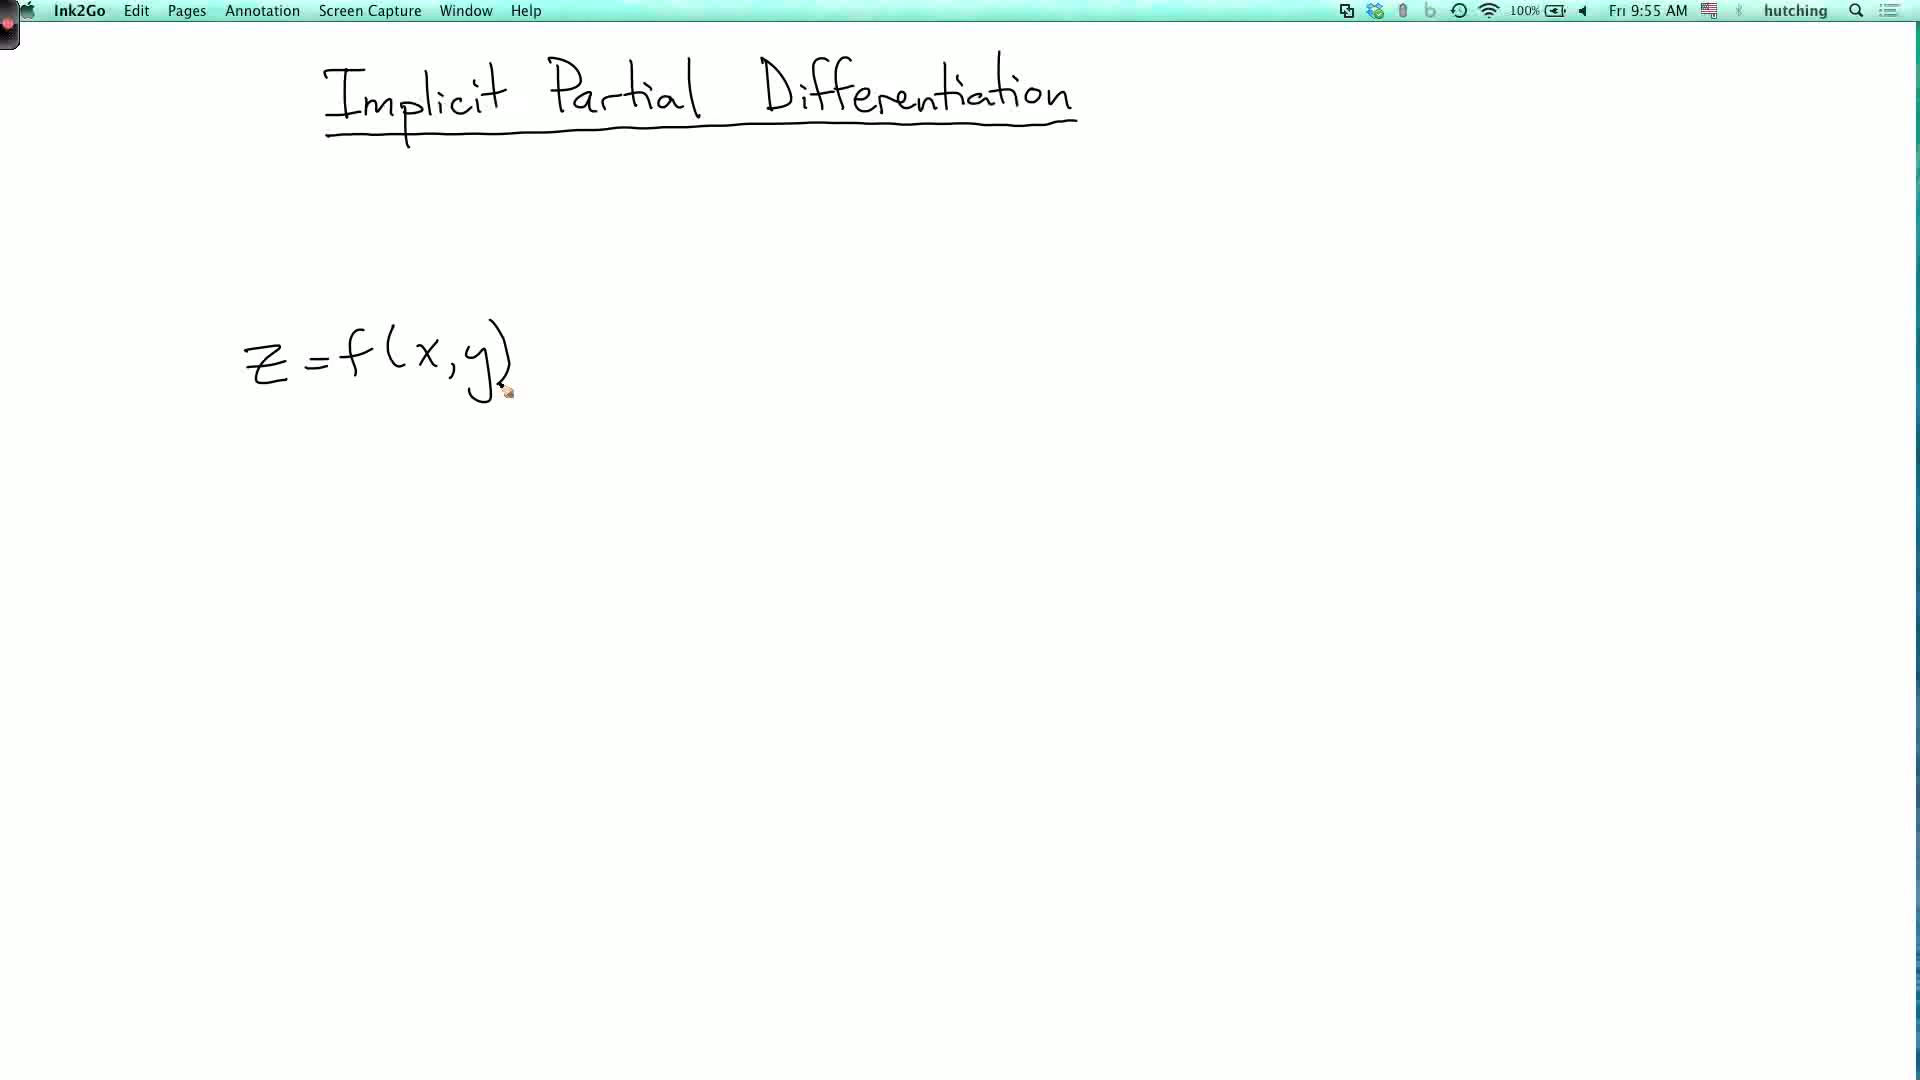 Ink2Go Edit Pages Annotation Screen Capture Window Help 100% Fri 9:55 AM hutching
Implicit Partial Differentiation
z = f(x,y)